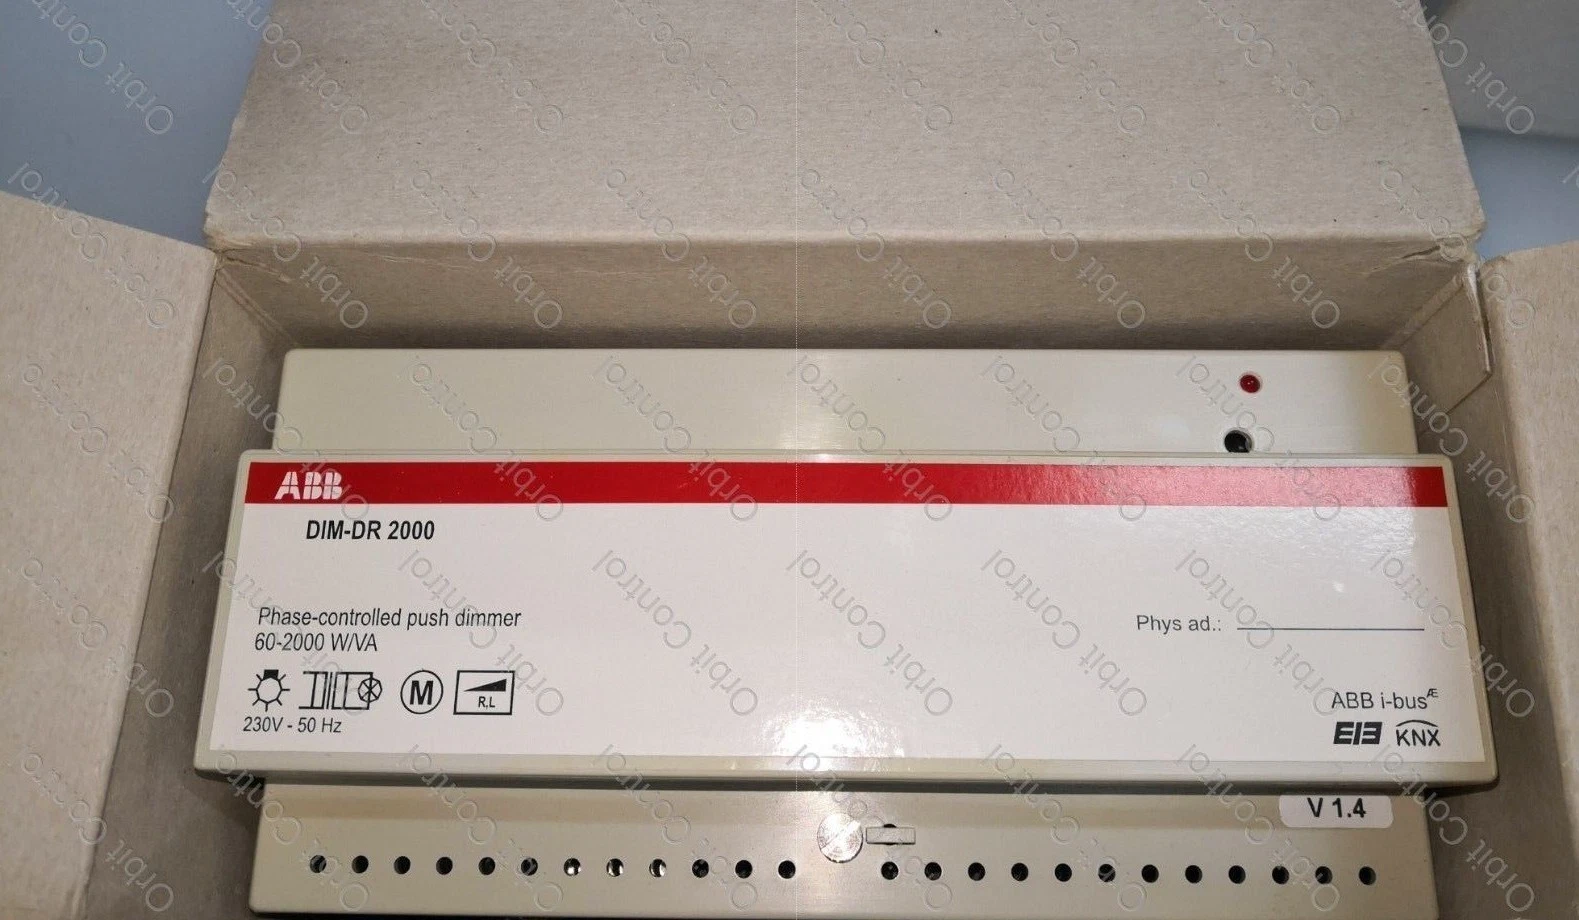 ABB
DIM-DR 2000
Phase-controlled push dimmer
60-2000 W/VA
M
R,L
230V - 50 Hz
Phys ad.:
ABB i-busÆ
EIB KNX
V 1.4
Orbit Control